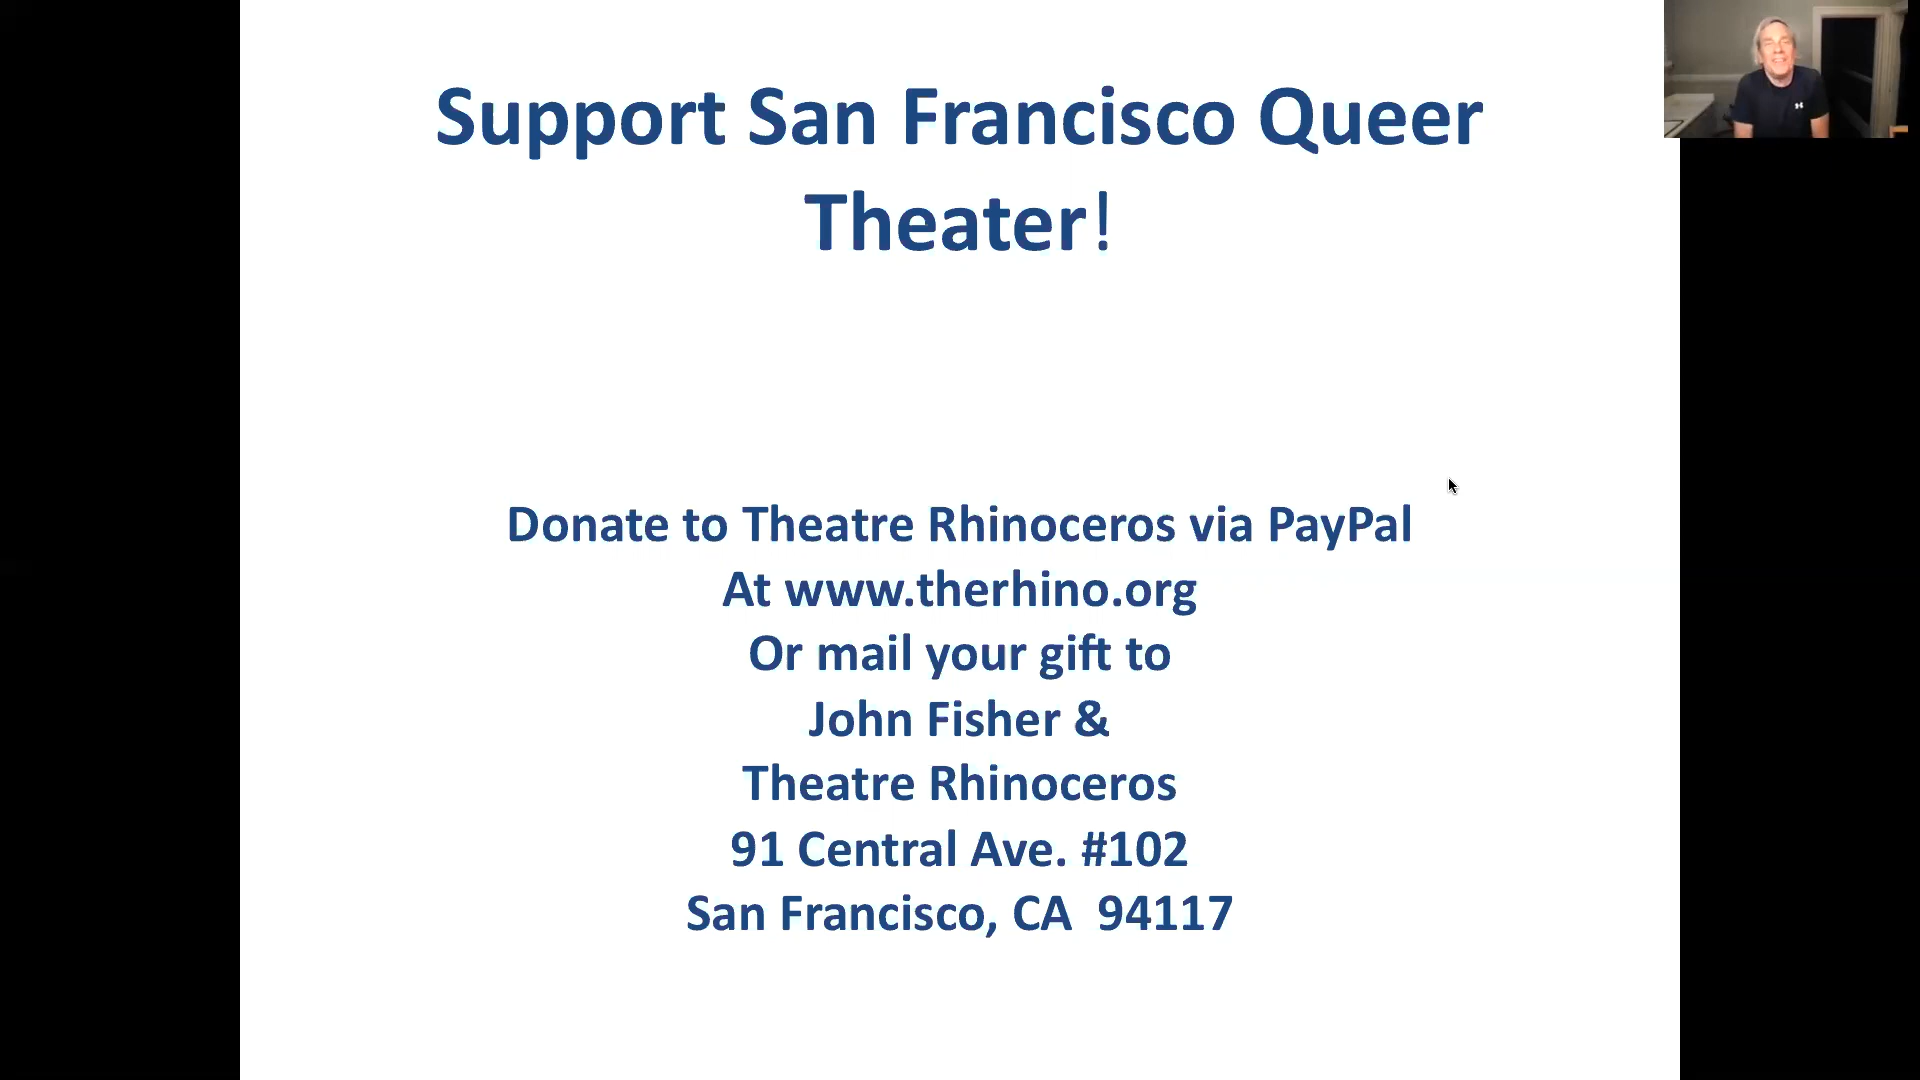 Support San Francisco Queer
Theater!
Donate to Theatre Rhinoceros via PayPal
At www.therhino.org
Or mail your gift to
John Fisher &
Theatre Rhinoceros
91 Central Ave. #102
San Francisco, CA  94117